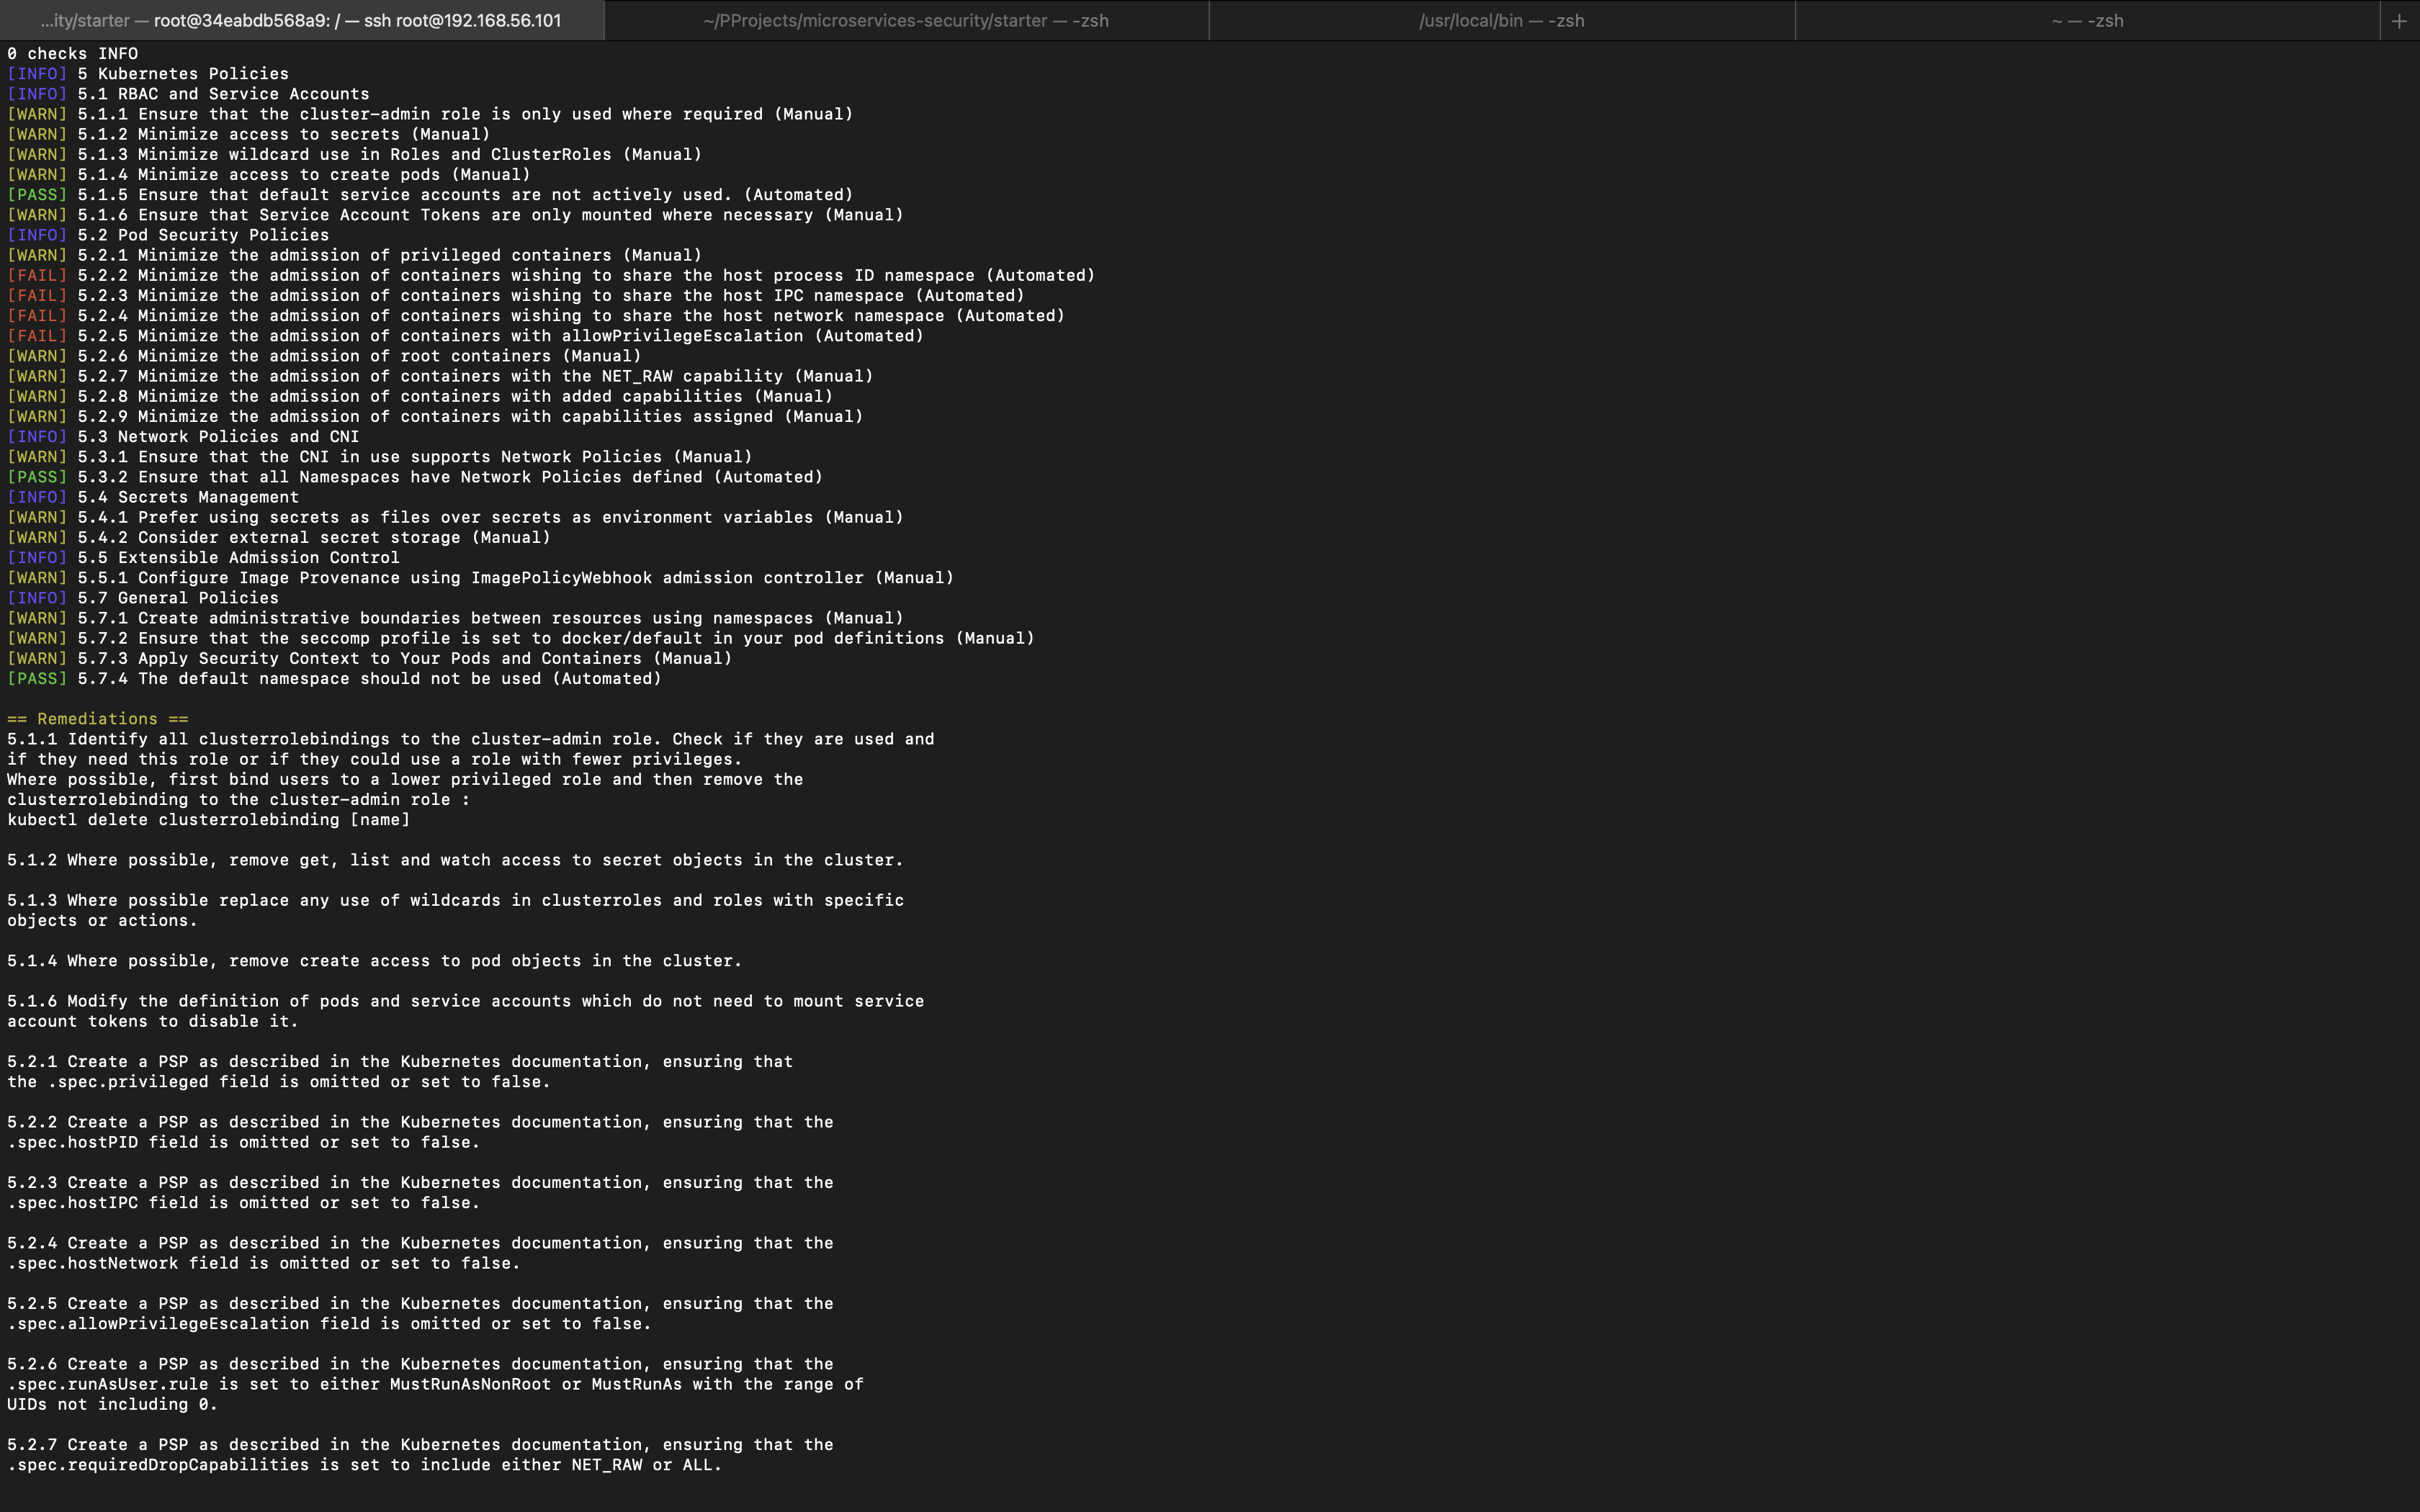 ...ity/starter — root@34eabdb568a9: / — ssh root@192.168.56.101
~/PProjects/microservices-security/starter — -zsh
/usr/local/bin — -zsh
~ — -zsh
+
0 checks INFO
[INFO] 5 Kubernetes Policies
[INFO] 5.1 RBAC and Service Accounts
[WARN] 5.1.1 Ensure that the cluster-admin role is only used where required (Manual)
[WARN] 5.1.2 Minimize access to secrets (Manual)
[WARN] 5.1.3 Minimize wildcard use in Roles and ClusterRoles (Manual)
[WARN] 5.1.4 Minimize access to create pods (Manual)
[PASS] 5.1.5 Ensure that default service accounts are not actively used. (Automated)
[WARN] 5.1.6 Ensure that Service Account Tokens are only mounted where necessary (Manual)
[INFO] 5.2 Pod Security Policies
[WARN] 5.2.1 Minimize the admission of privileged containers (Manual)
[FAIL] 5.2.2 Minimize the admission of containers wishing to share the host process ID namespace (Automated)
[FAIL] 5.2.3 Minimize the admission of containers wishing to share the host IPC namespace (Automated)
[FAIL] 5.2.4 Minimize the admission of containers wishing to share the host network namespace (Automated)
[FAIL] 5.2.5 Minimize the admission of containers with allowPrivilegeEscalation (Automated)
[WARN] 5.2.6 Minimize the admission of root containers (Manual)
[WARN] 5.2.7 Minimize the admission of containers with the NET_RAW capability (Manual)
[WARN] 5.2.8 Minimize the admission of containers with added capabilities (Manual)
[WARN] 5.2.9 Minimize the admission of containers with capabilities assigned (Manual)
[INFO] 5.3 Network Policies and CNI
[WARN] 5.3.1 Ensure that the CNI in use supports Network Policies (Manual)
[PASS] 5.3.2 Ensure that all Namespaces have Network Policies defined (Automated)
[INFO] 5.4 Secrets Management
[WARN] 5.4.1 Prefer using secrets as files over secrets as environment variables (Manual)
[WARN] 5.4.2 Consider external secret storage (Manual)
[INFO] 5.5 Extensible Admission Control
[WARN] 5.5.1 Configure Image Provenance using ImagePolicyWebhook admission controller (Manual)
[INFO] 5.7 General Policies
[WARN] 5.7.1 Create administrative boundaries between resources using namespaces (Manual)
[WARN] 5.7.2 Ensure that the seccomp profile is set to docker/default in your pod definitions (Manual)
[WARN] 5.7.3 Apply Security Context to Your Pods and Containers (Manual)
[PASS] 5.7.4 The default namespace should not be used (Automated)
== Remediations ==
5.1.1 Identify all clusterrolebindings to the cluster-admin role. Check if they are used and
if they need this role or if they could use a role with fewer privileges.
Where possible, first bind users to a lower privileged role and then remove the
clusterrolebinding to the cluster-admin role :
kubectl delete clusterrolebinding [name]
5.1.2 Where possible, remove get, list and watch access to secret objects in the cluster.
5.1.3 Where possible replace any use of wildcards in clusterroles and roles with specific
objects or actions.
5.1.4 Where possible, remove create access to pod objects in the cluster.
5.1.6 Modify the definition of pods and service accounts which do not need to mount service
account tokens to disable it.
5.2.1 Create a PSP as described in the Kubernetes documentation, ensuring that
the .spec.privileged field is omitted or set to false.
5.2.2 Create a PSP as described in the Kubernetes documentation, ensuring that the
.spec.hostPID field is omitted or set to false.
5.2.3 Create a PSP as described in the Kubernetes documentation, ensuring that the
.spec.hostIPC field is omitted or set to false.
5.2.4 Create a PSP as described in the Kubernetes documentation, ensuring that the
.spec.hostNetwork field is omitted or set to false.
5.2.5 Create a PSP as described in the Kubernetes documentation, ensuring that the
.spec.allowPrivilegeEscalation field is omitted or set to false.
5.2.6 Create a PSP as described in the Kubernetes documentation, ensuring that the
.spec.runAsUser.rule is set to either MustRunAsNonRoot or MustRunAs with the range of
UIDs not including 0.
5.2.7 Create a PSP as described in the Kubernetes documentation, ensuring that the
.spec.requiredDropCapabilities is set to include either NET_RAW or ALL.